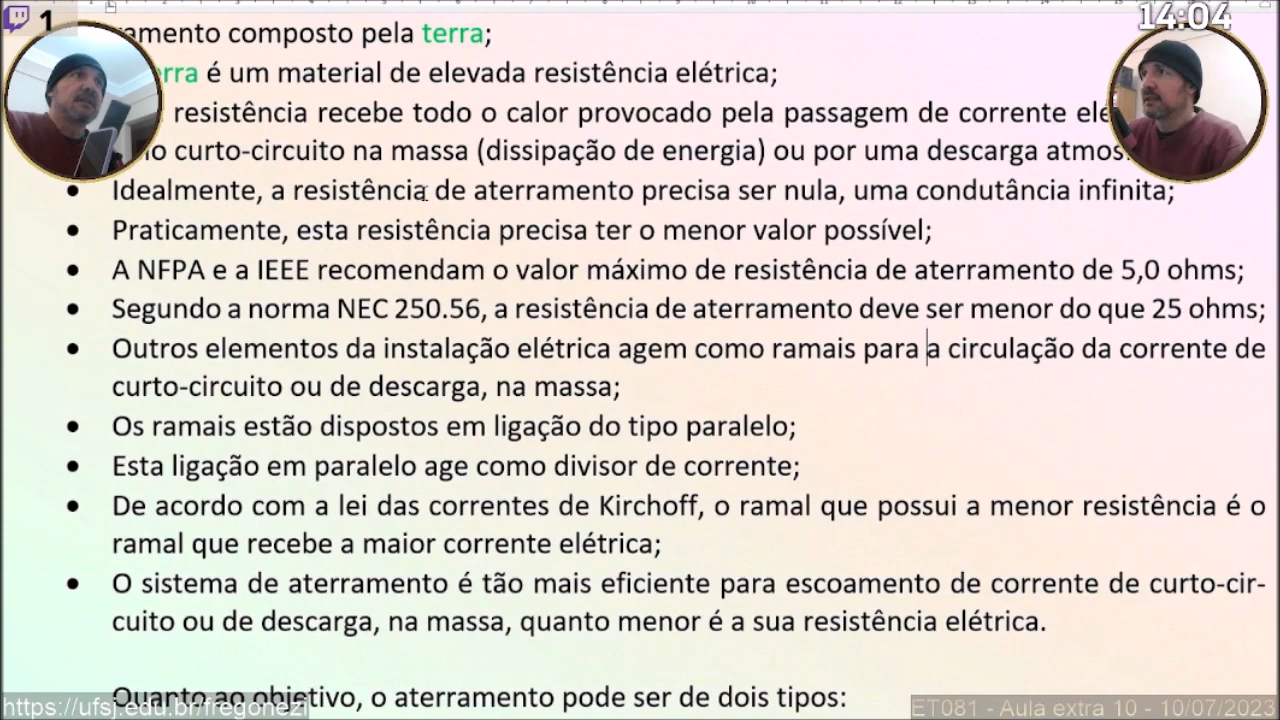 1
14:04
ramento composto pela terra;
erra é um material de elevada resistência elétrica;
resistência recebe todo o calor provocado pela passagem de corrente elé
no curto-circuito na massa (dissipação de energia) ou por uma descarga atmos
• Idealmente, a resistência de aterramento precisa ser nula, uma condutância infinita;
• Praticamente, esta resistência precisa ter o menor valor possível;
• A NFPA e a IEEE recomendam o valor máximo de resistência de aterramento de 5,0 ohms;
• Segundo a norma NEC 250.56, a resistência de aterramento deve ser menor do que 25 ohms;
• Outros elementos da instalação elétrica agem como ramais para a circulação da corrente de
curto-circuito ou de descarga, na massa;
• Os ramais estão dispostos em ligação do tipo paralelo;
• Esta ligação em paralelo age como divisor de corrente;
• De acordo com a lei das correntes de Kirchoff, o ramal que possui a menor resistência é o
ramal que recebe a maior corrente elétrica;
• O sistema de aterramento é tão mais eficiente para escoamento de corrente de curto-cir-
cuito ou de descarga, na massa, quanto menor é a sua resistência elétrica.
Quanto ao objetivo, o aterramento pode ser de dois tipos:
https://ufsj.edu.br/fregonezi
ET081 - Aula extra 10 - 10/07/2023